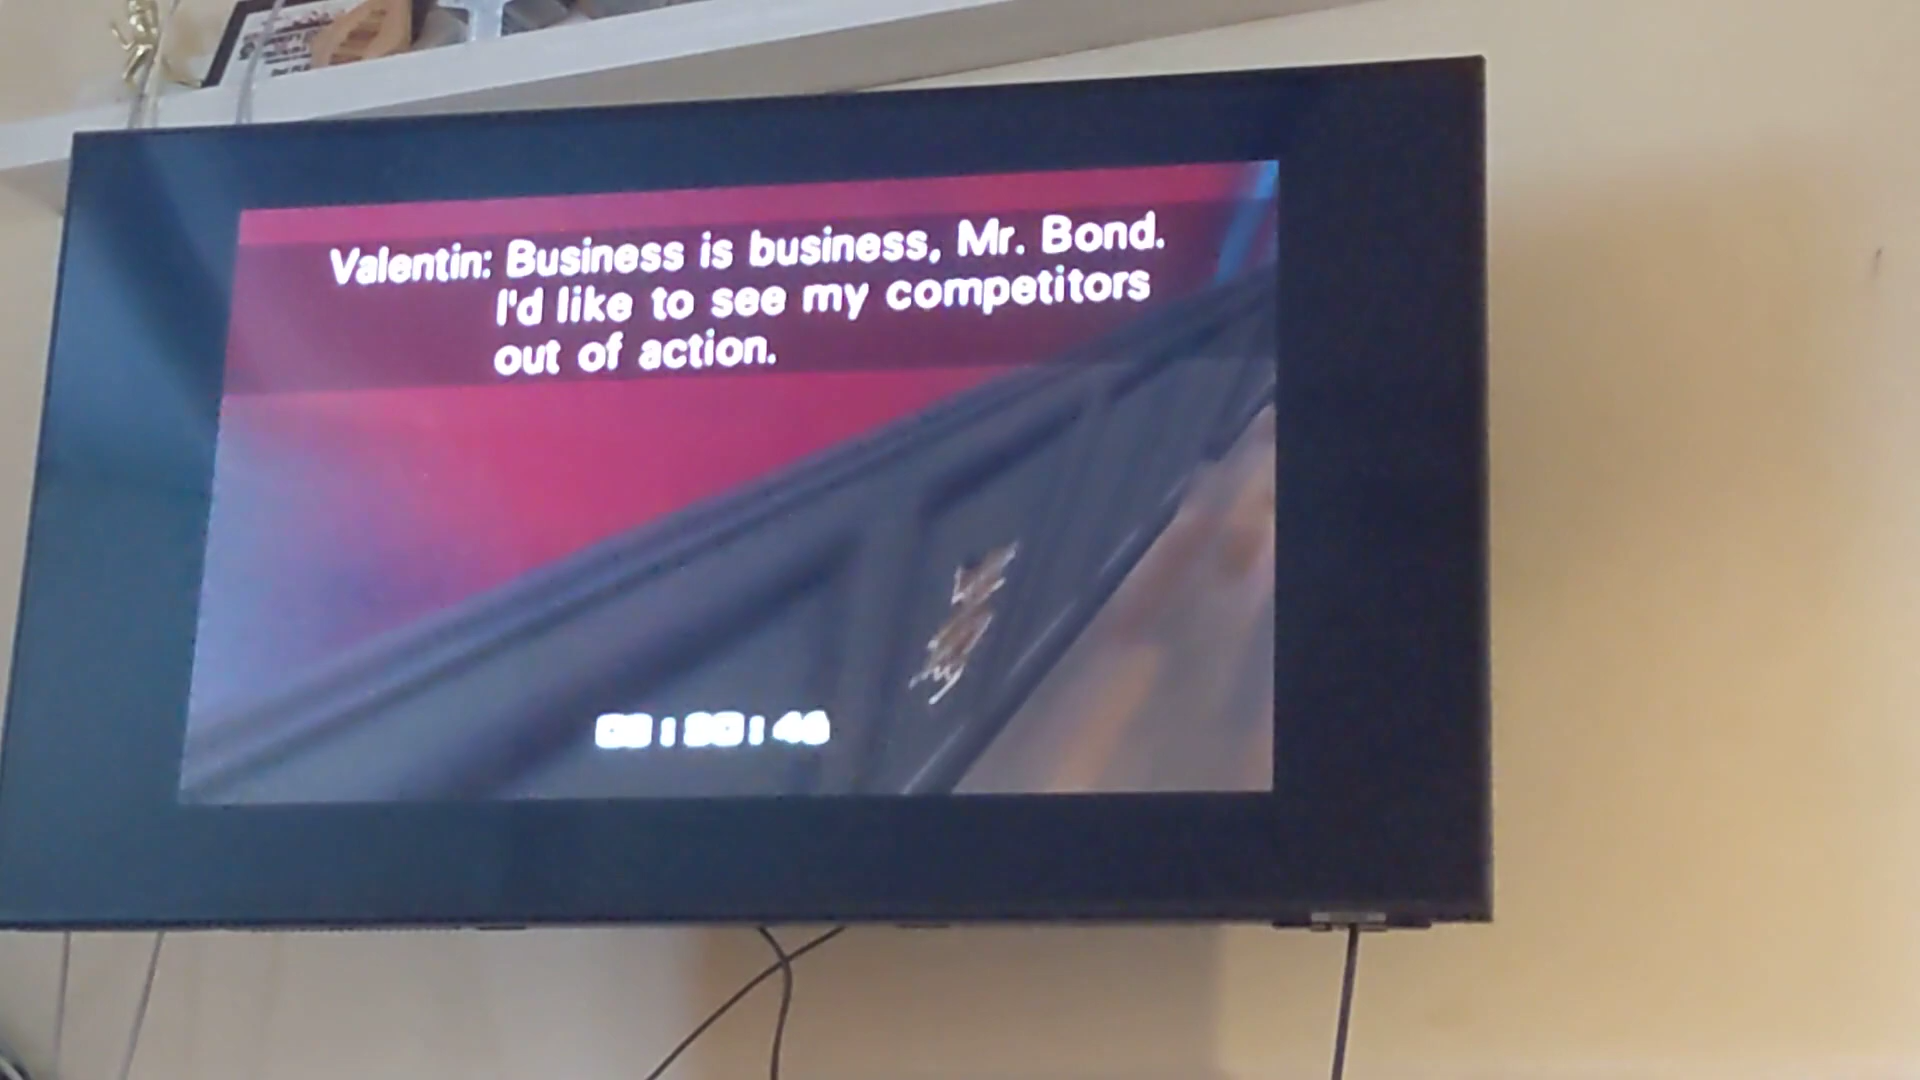 Valentin: Business is business, Mr. Bond.
I'd like to see my competitors
out of action.